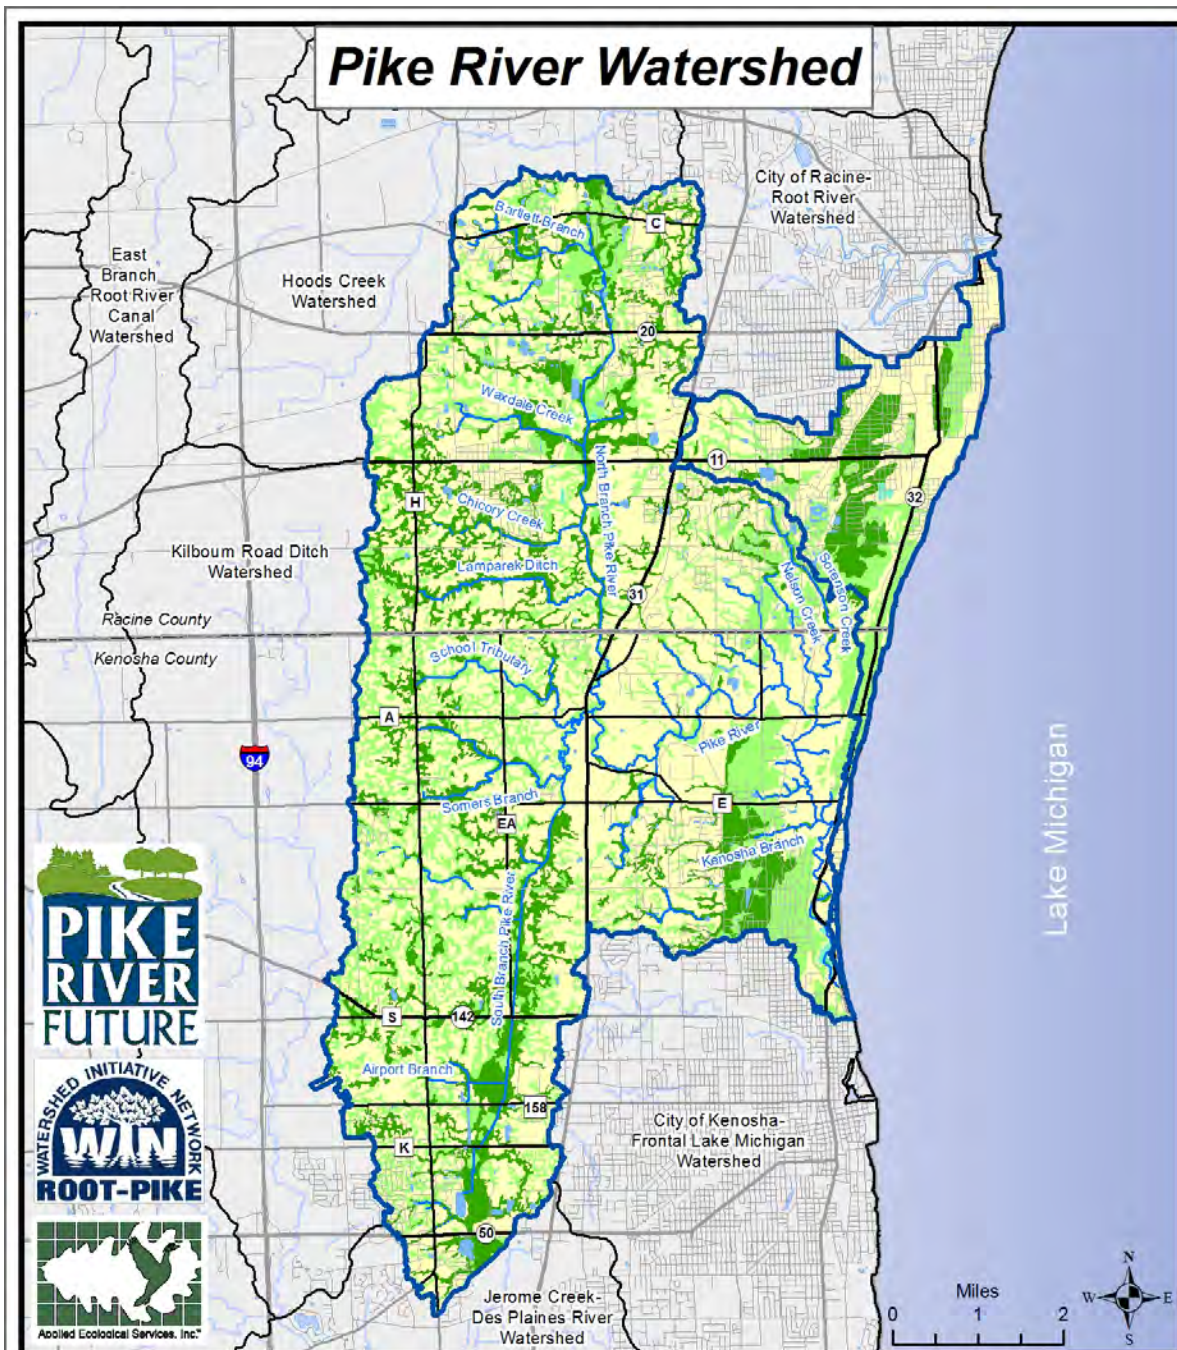 Pike River Watershed
City of Racine-
Root River
Watershed
Bartlett Branch
C
East
Branch
Root River
Canal
Watershed
Hoods Creek
Watershed
20
Waxdale Creek
11
North Branch Pike River
H
32
Chicory Creek
Kilbourn Road Ditch
Watershed
Lamparek Ditch
Nelson Creek
Sorenson Creek
31
Racine County
Kenosha County
School Tributary
A
Pike River
94
Lake Michigan
Somers Branch
E
EA
Kenosha Branch
PIKE
RIVER
FUTURE
South Branch Pike River
S
142
WATERSHED INITIATIVE NETWORK
WIN
ROOT-PIKE
Airport Branch
158
City of Kenosha-
Frontal Lake Michigan
Watershed
K
50
Applied Ecological Services, Inc.™
Jerome Creek-
Des Plaines River
Watershed
Miles
0 1 2
N
W E
S